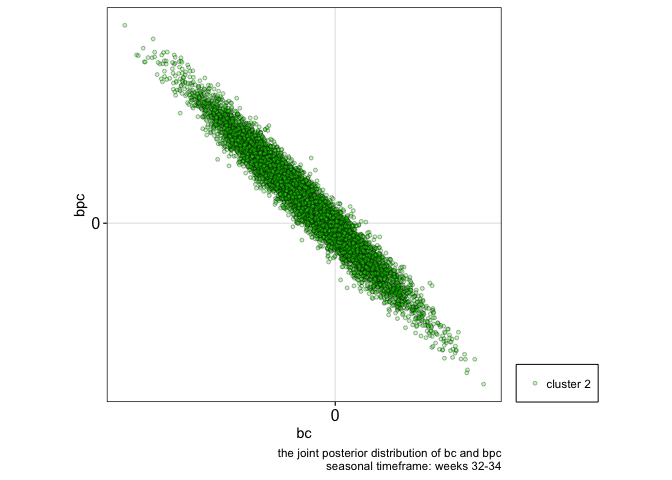 bpc
0
0
bc
cluster 2
the joint posterior distribution of bc and bpc
seasonal timeframe: weeks 32-34